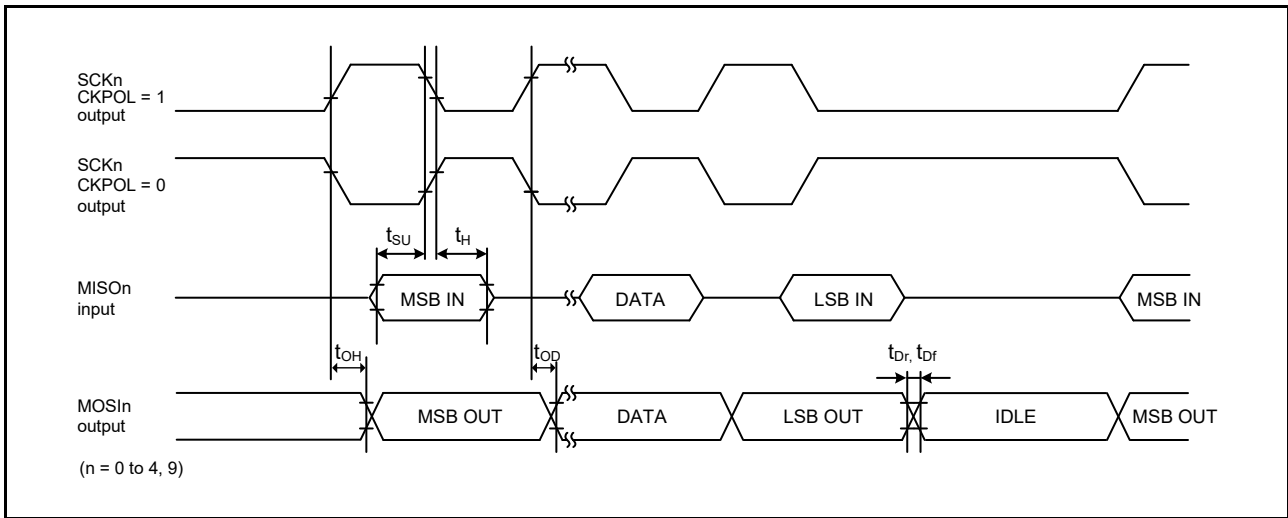 SCKn
CKPOL = 1
output
SCKn
CKPOL = 0
output
tSU
tH
MISOn
input
MSB IN
DATA
LSB IN
MSB IN
tOH
tOD
tDr, tDf
MOSIn
output
MSB OUT
DATA
LSB OUT
IDLE
MSB OUT
(n = 0 to 4, 9)